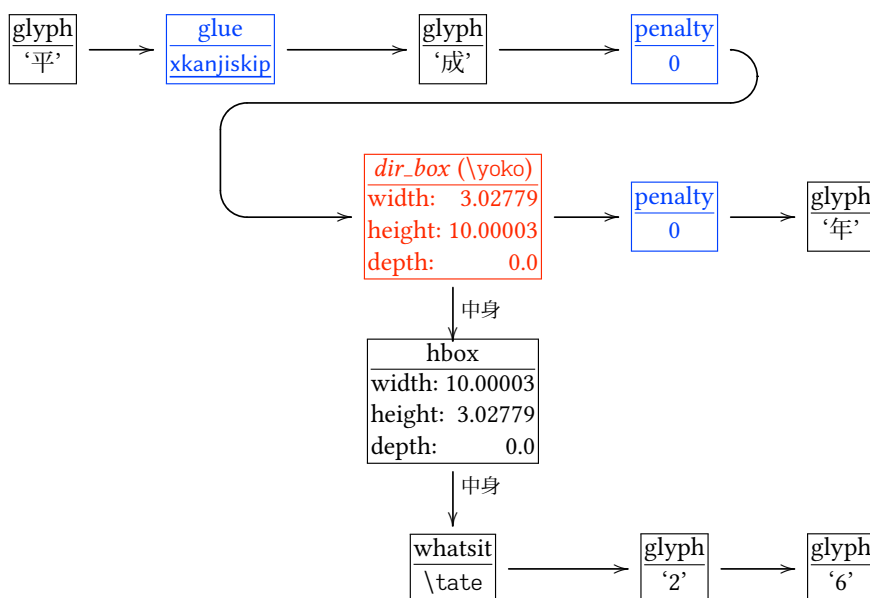 glyph glue glyph penalty
‘平’ xkanjiskip ‘成’ 0
dir_box (\yoko)
width: 3.02779
height: 10.00003
depth: 0.0
penalty
0
glyph
‘年’
中身
hbox
width: 10.00003
height: 3.02779
depth: 0.0
中身
whatsit glyph glyph
\tate ‘2’ ‘6’